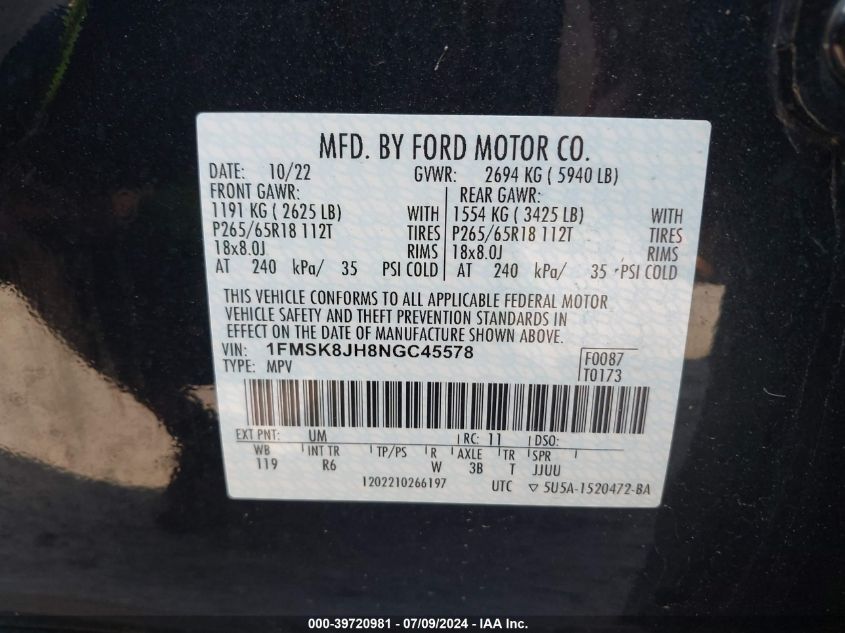 MFD. BY FORD MOTOR CO.
DATE: 10/22 GVWR: 2694 KG ( 5940 LB)
FRONT GAWR: REAR GAWR:
1191 KG ( 2625 LB) WITH 1554 KG ( 3425 LB) WITH
P265/65R18 112T TIRES P265/65R18 112T TIRES
18x8.0J RIMS 18x8.0J RIMS
AT 240 kPa/ 35 PSI COLD AT 240 kPa/ 35 PSI COLD
THIS VEHICLE CONFORMS TO ALL APPLICABLE FEDERAL MOTOR
VEHICLE SAFETY AND THEFT PREVENTION STANDARDS IN
EFFECT ON THE DATE OF MANUFACTURE SHOWN ABOVE.
VIN: 1FMSK8JH8NGC45578 F0087
TYPE: MPV T0173
EXT PNT: UM RC: 11 DSO:
WB INT TR TP/PS R AXLE TR SPR
119 R6 W 3B T JJUU
1202210266197 UTC ▽ 5U5A-1520472-BA
000-39720981 / 07/09/2024 - IAA Inc.